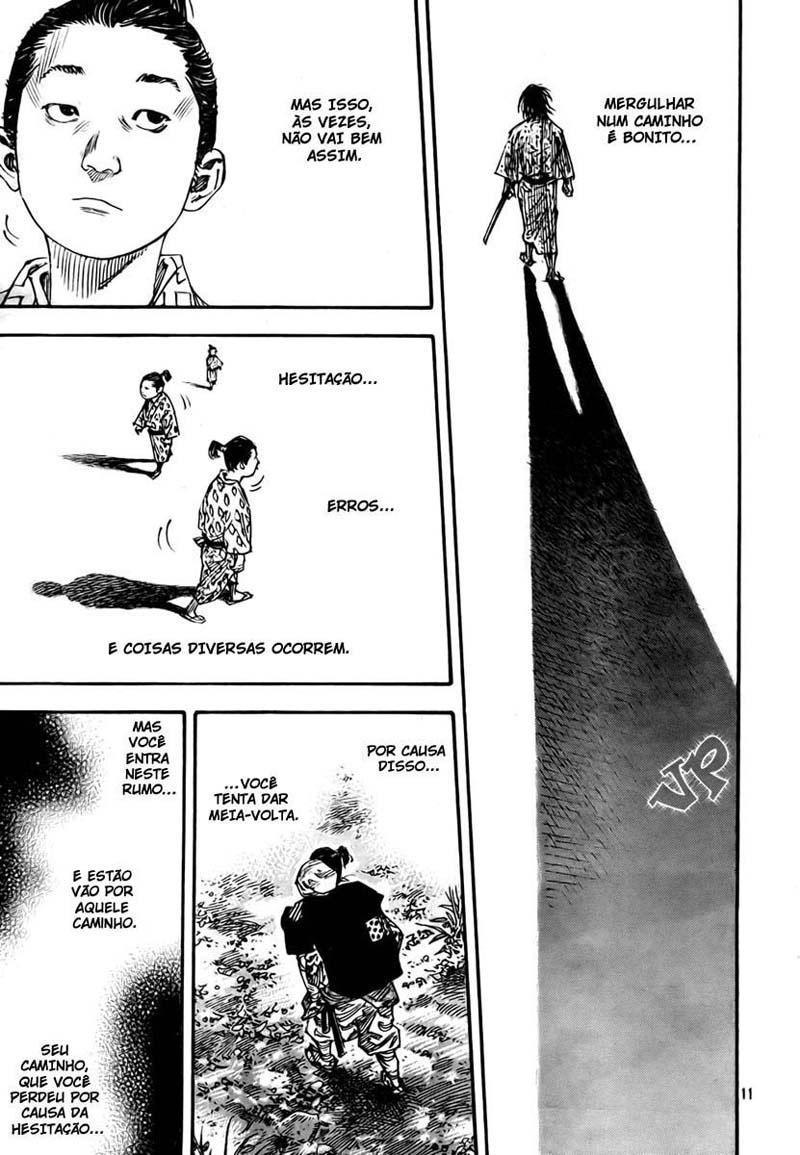 MERGULHAR
NUM CAMINHO
É BONITO...
MAS ISSO,
ÀS VEZES,
NÃO VAI BEM
ASSIM.
HESITAÇÃO...
ERROS...
E COISAS DIVERSAS OCORREM.
POR CAUSA
DISSO...
...VOCÊ
TENTA DAR
MEIA-VOLTA.
MAS
VOCÊ
ENTRA
NESTE
RUMO...
E ESTÃO
VÃO POR
AQUELE
CAMINHO.
SEU
CAMINHO,
QUE VOCÊ
PERDEU POR
CAUSA DA
HESITAÇÃO...
JP
11